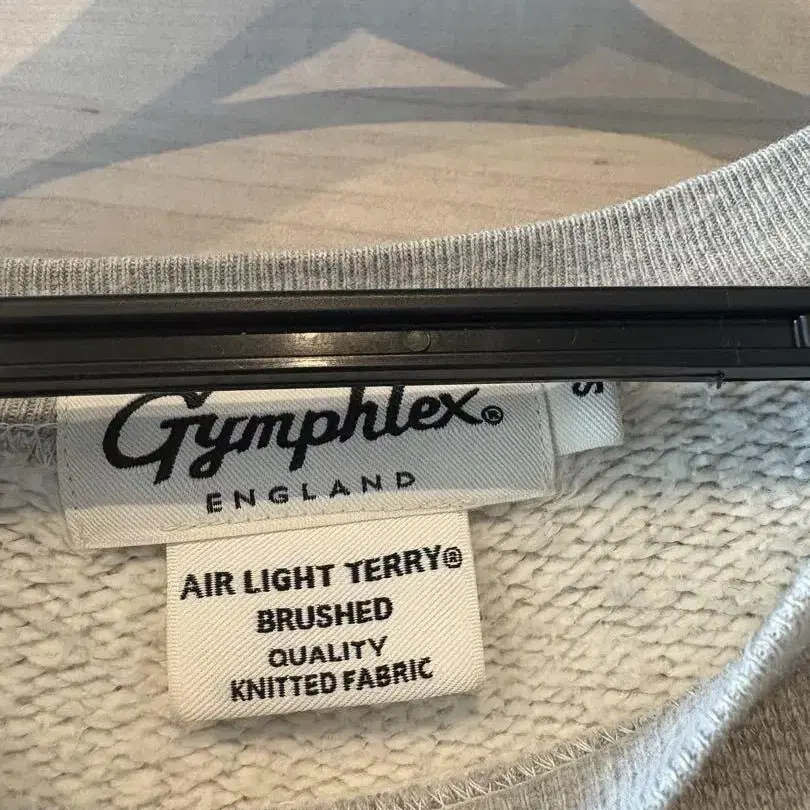 Gymphlex®
S
ENGLAND
AIR LIGHT TERRY®
BRUSHED
QUALITY
KNITTED FABRIC